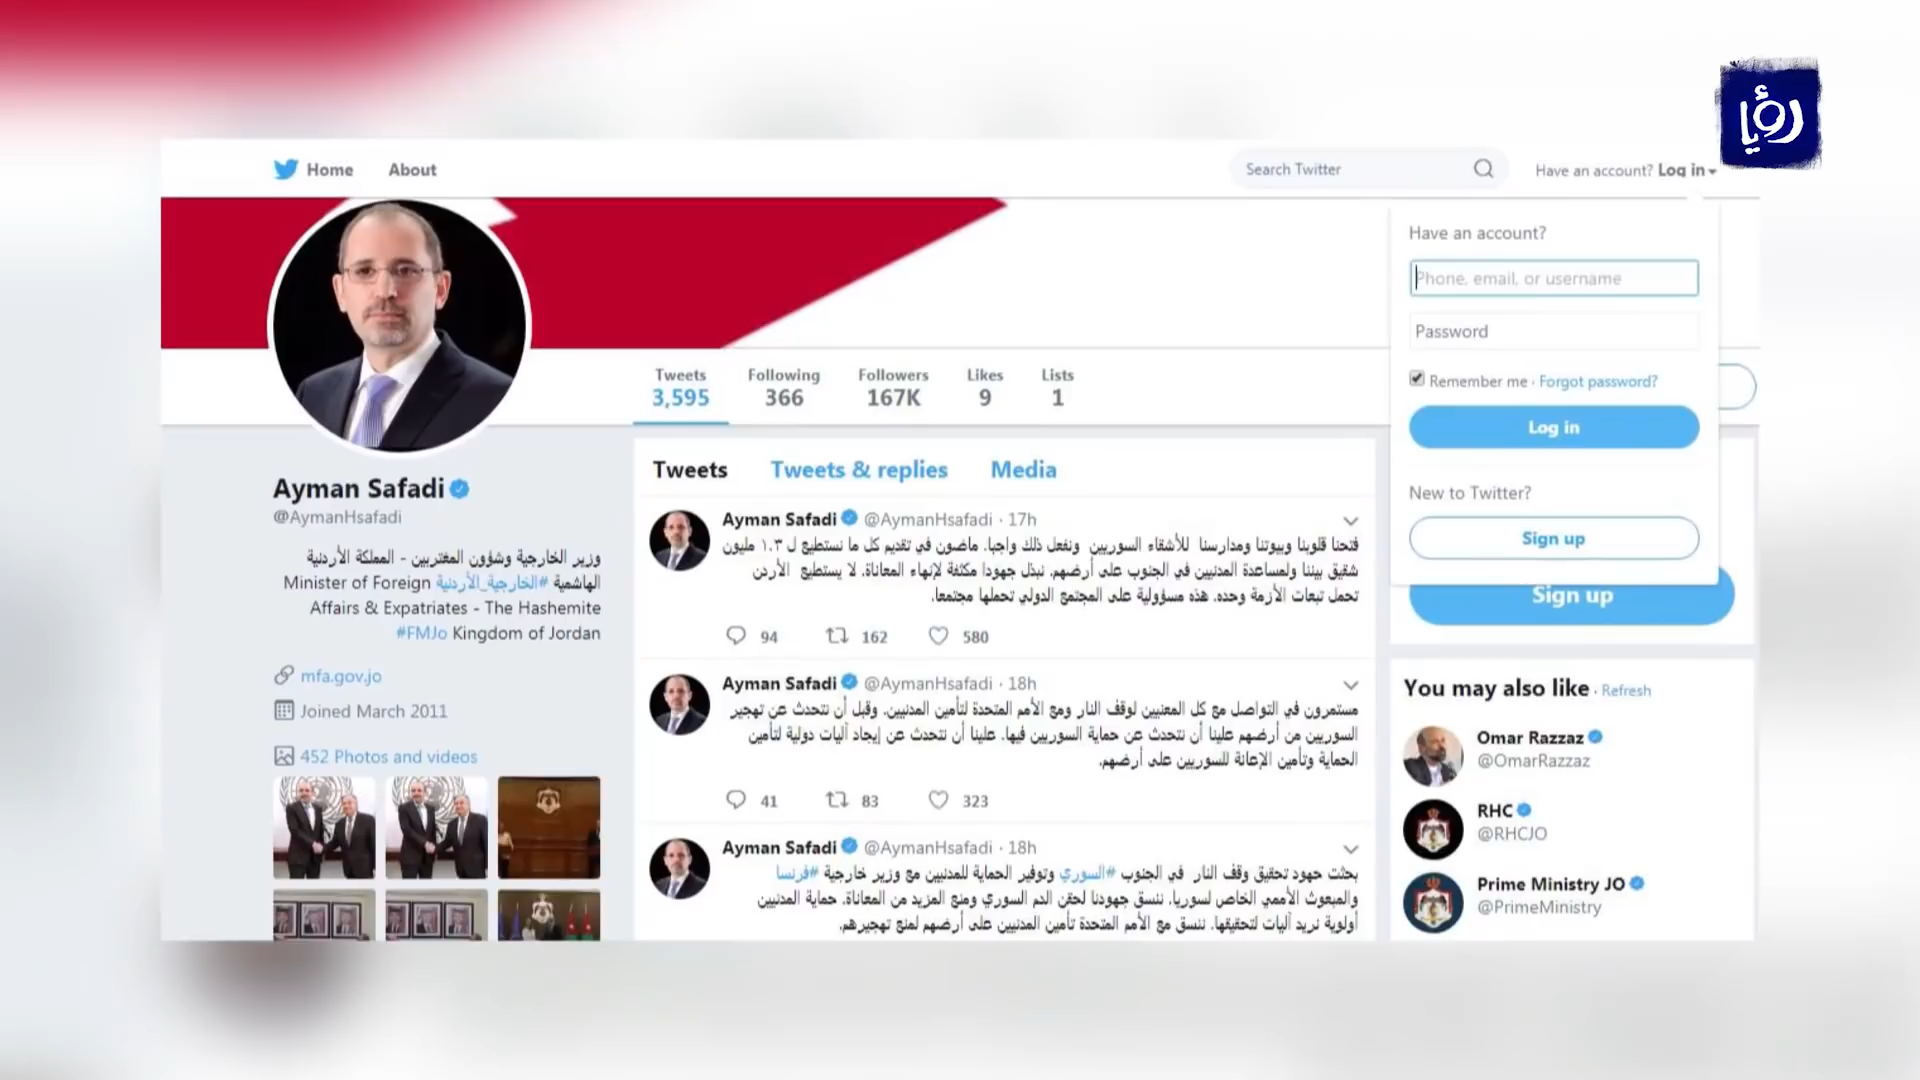 رؤيا
Home
About
Search Twitter
Have an account? Log in
Have an account?
Phone, email, or username
Password
Remember me · Forgot password?
Log in
New to Twitter?
Sign up
Sign up
Tweets
3,595
Following
366
Followers
167K
Likes
9
Lists
1
Ayman Safadi
@AymanHsafadi
وزير الخارجية وشؤون المغتربين - المملكة الأردنية
الهاشمية #الخارجية_الأردنية Minister of Foreign
Affairs & Expatriates - The Hashemite
#FMJo Kingdom of Jordan
mfa.gov.jo
Joined March 2011
452 Photos and videos
Tweets
Tweets & replies
Media
Ayman Safadi @AymanHsafadi · 17h
فتحنا قلوبنا وبيوتنا ومدارسنا للأشقاء السوريين ونفعل ذلك واجبا. ماضون في تقديم كل ما نستطيع ل ١.٣ مليون
شقيق بيننا ولمساعدة المدنيين في الجنوب على أرضهم. نبذل جهودا مكثفة لإنهاء المعاناة. لا يستطيع الأردن
تحمل تبعات الأزمة وحده. هذه مسؤولية على المجتمع الدولي تحملها مجتمعا.
94 162 580
Ayman Safadi @AymanHsafadi · 18h
مستمرون في التواصل مع كل المعنيين لوقف النار ومع الأمم المتحدة لتأمين المدنيين. وقبل أن نتحدث عن تهجير
السوريين من أرضهم علينا أن نتحدث عن حماية السوريين فيها. علينا أن نتحدث عن إيجاد آليات دولية لتأمين
الحماية وتأمين الإعانة للسوريين على أرضهم.
41 83 323
Ayman Safadi @AymanHsafadi · 18h
بحثت جهود تحقيق وقف النار في الجنوب #السوري وتوفير الحماية للمدنيين مع وزير خارجية #فرنسا
والمبعوث الأممي الخاص لسوريا. ننسق جهودنا لحقن الدم السوري ومنع المزيد من المعاناة. حماية المدنيين
أولوية نريد آليات لتحقيقها. ننسق مع الأمم المتحدة تأمين المدنيين على أرضهم لمنع تهجيرهم.
You may also like · Refresh
Omar Razzaz
@OmarRazzaz
RHC
@RHCJO
Prime Ministry JO
@PrimeMinistry